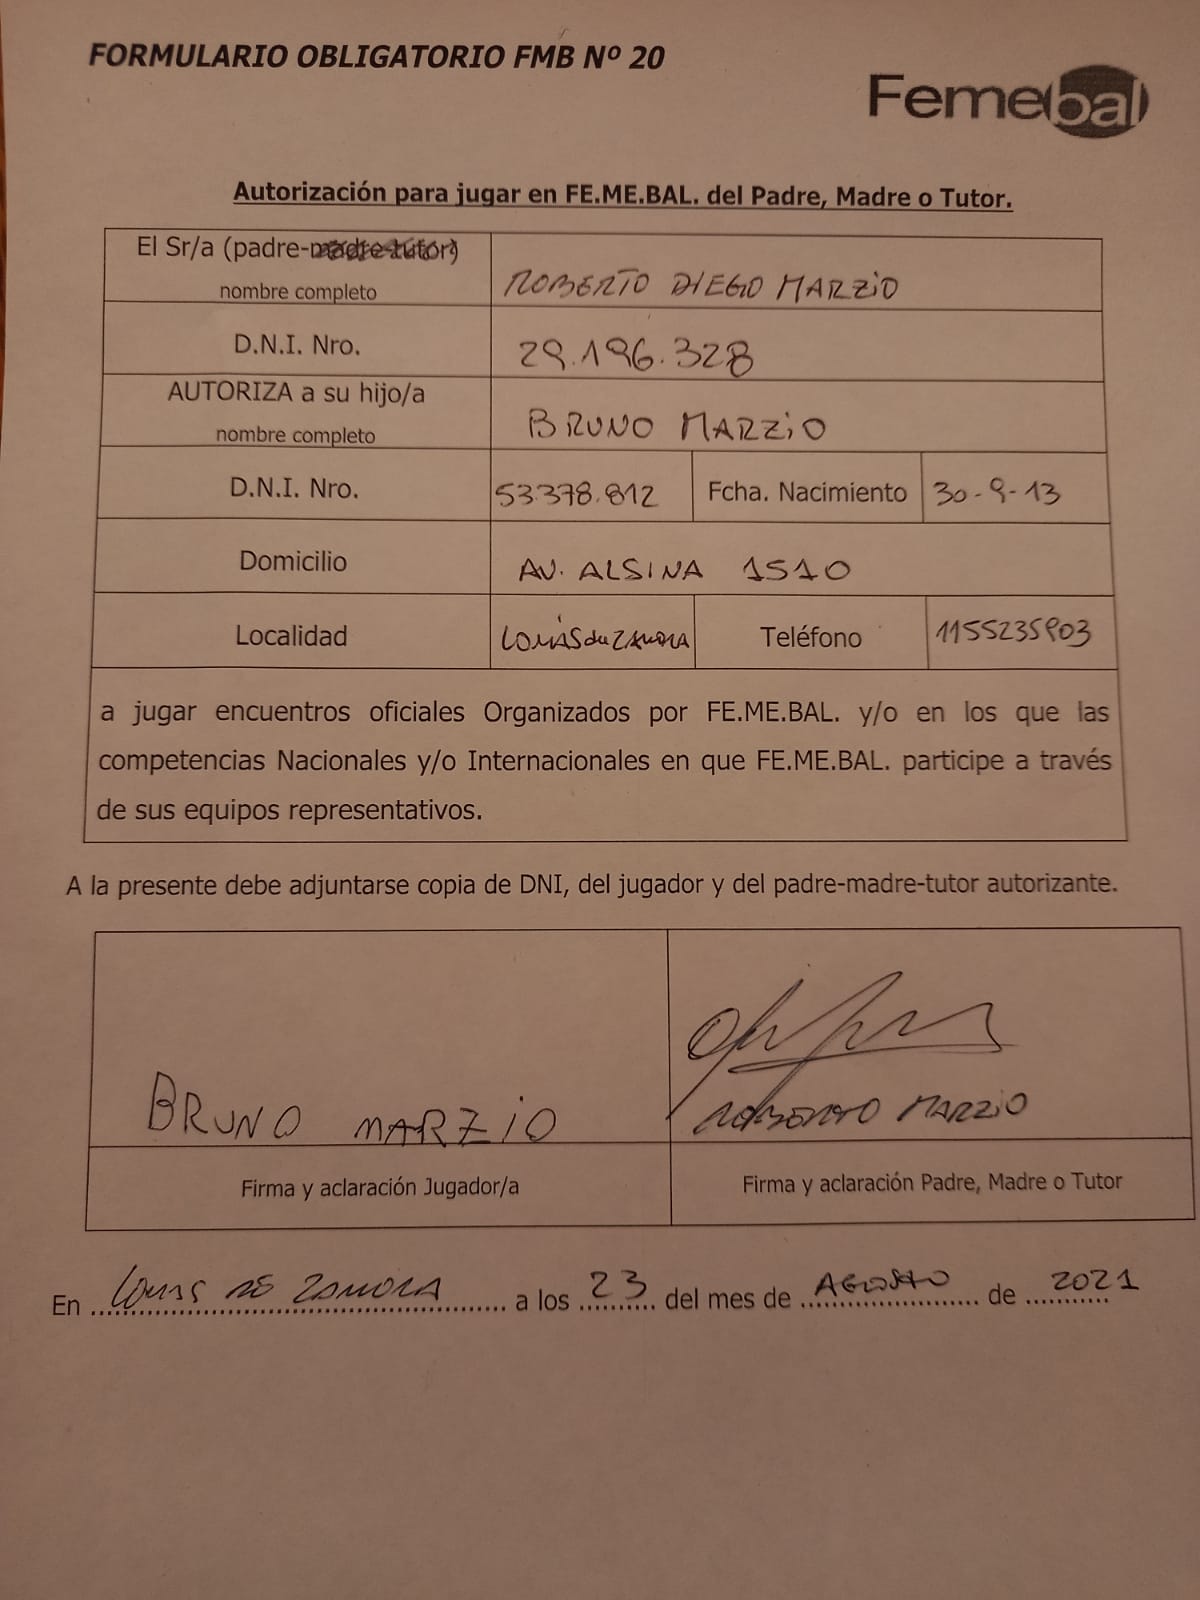 FORMULARIO OBLIGATORIO FMB Nº 20
Femebal
Autorización para jugar en FE.ME.BAL. del Padre, Madre o Tutor.
El Sr/a (padre-madre-tutor)
nombre completo
ROBERTO DIEGO MARZIO
D.N.I. Nro.
29.196.328
AUTORIZA a su hijo/a
nombre completo
BRUNO MARZIO
D.N.I. Nro.
53.378.812
Fcha. Nacimiento
30-9-13
Domicilio
AV. ALSINA 1510
Localidad
LOMAS de ZAMORA
Teléfono
1155235903
a jugar encuentros oficiales Organizados por FE.ME.BAL. y/o en los que las
competencias Nacionales y/o Internacionales en que FE.ME.BAL. participe a través
de sus equipos representativos.
A la presente debe adjuntarse copia de DNI, del jugador y del padre-madre-tutor autorizante.
BRUNO MARZIO
ROBERTO MARZIO
Firma y aclaración Jugador/a
Firma y aclaración Padre, Madre o Tutor
En LOMAS DE ZAMORA a los 23 del mes de AGOSTO de 2021